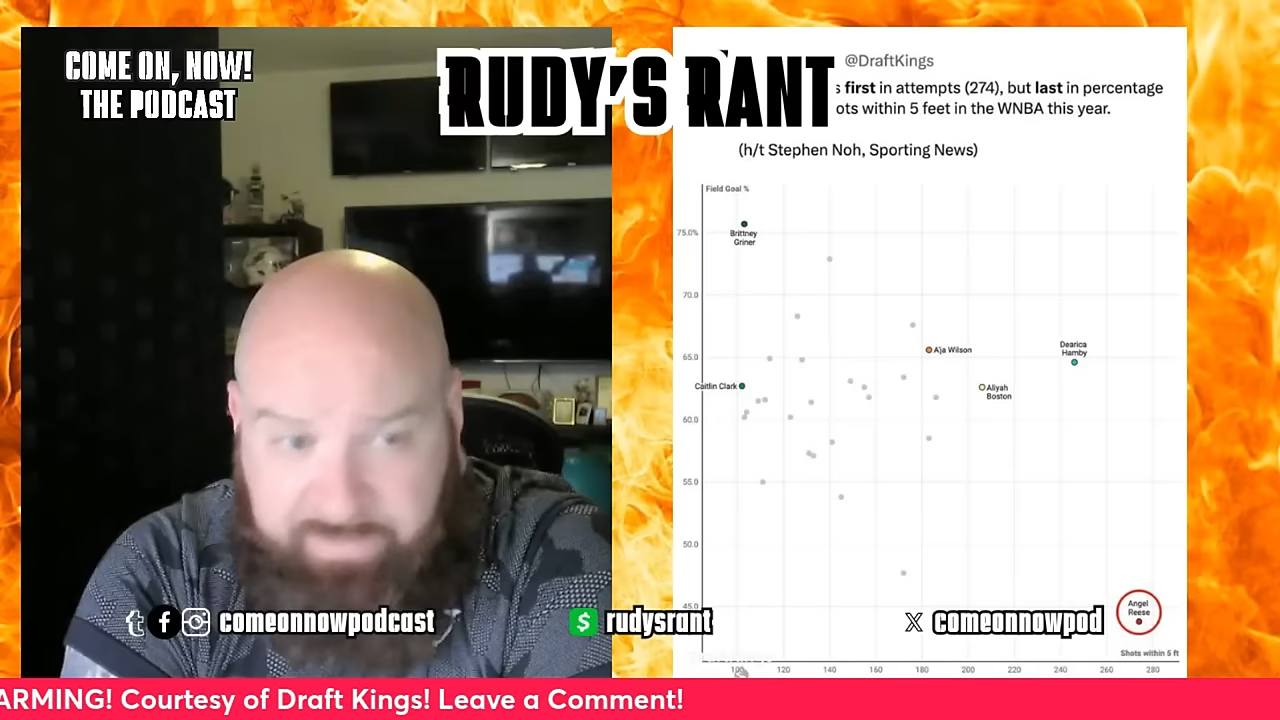 COME ON, NOW!
THE PODCAST
RUDY'S RANT
@DraftKings
first in attempts (274), but last in percentage
ots within 5 feet in the WNBA this year.
(h/t Stephen Noh, Sporting News)
Field Goal %
75.0%
Brittney
Griner
70.0
65.0
A'ja Wilson
Dearica
Hamby
Caitlin Clark
Aliyah
Boston
60.0
55.0
50.0
45.0
Angel
Reese
Shots within 5 ft
100 120 140 160 180 200 220 240 260 280
comeonnowpodcast
$ rudysrant
X comeonnowpod
ARMING! Courtesy of Draft Kings! Leave a Comment!